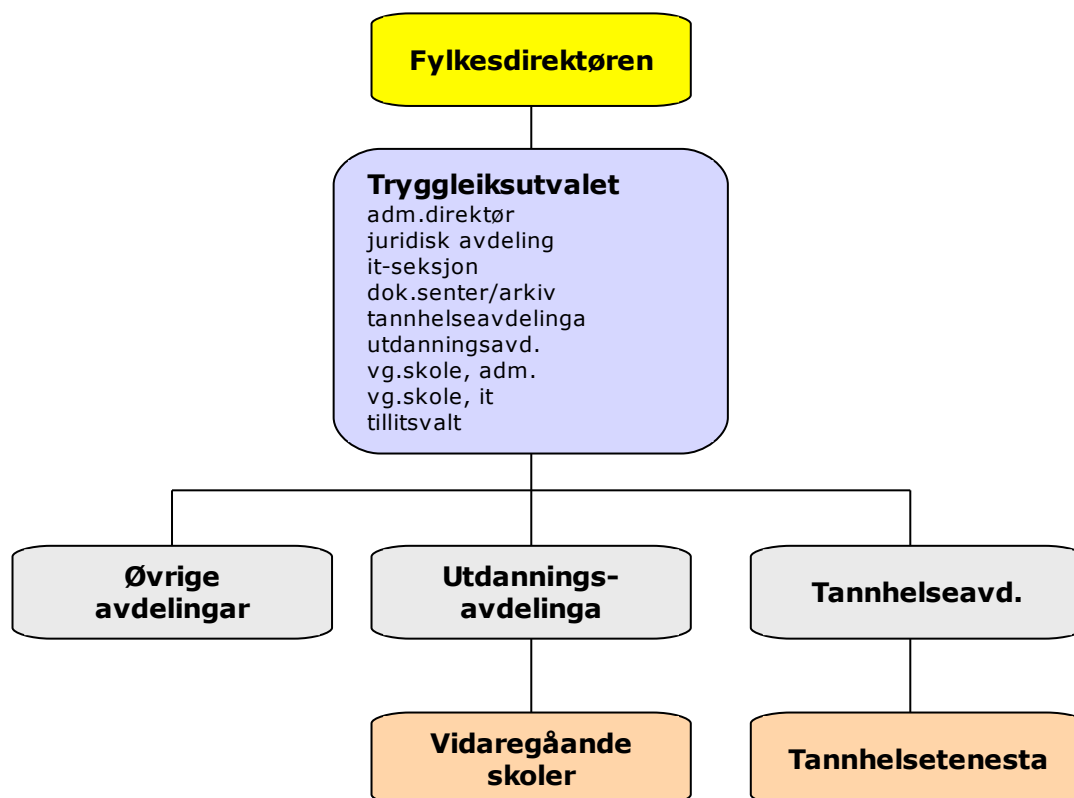 Fylkesdirektøren
Tryggleiksutvalet
adm.direktør
juridisk avdeling
it-seksjon
dok.senter/arkiv
tannhelseavdelinga
utdanningsavd.
vg.skole, adm.
vg.skole, it
tillitsvalt
Øvrige
avdelingar
Utdannings-
avdelinga
Tannhelseavd.
Vidaregåande
skoler
Tannhelsetenesta